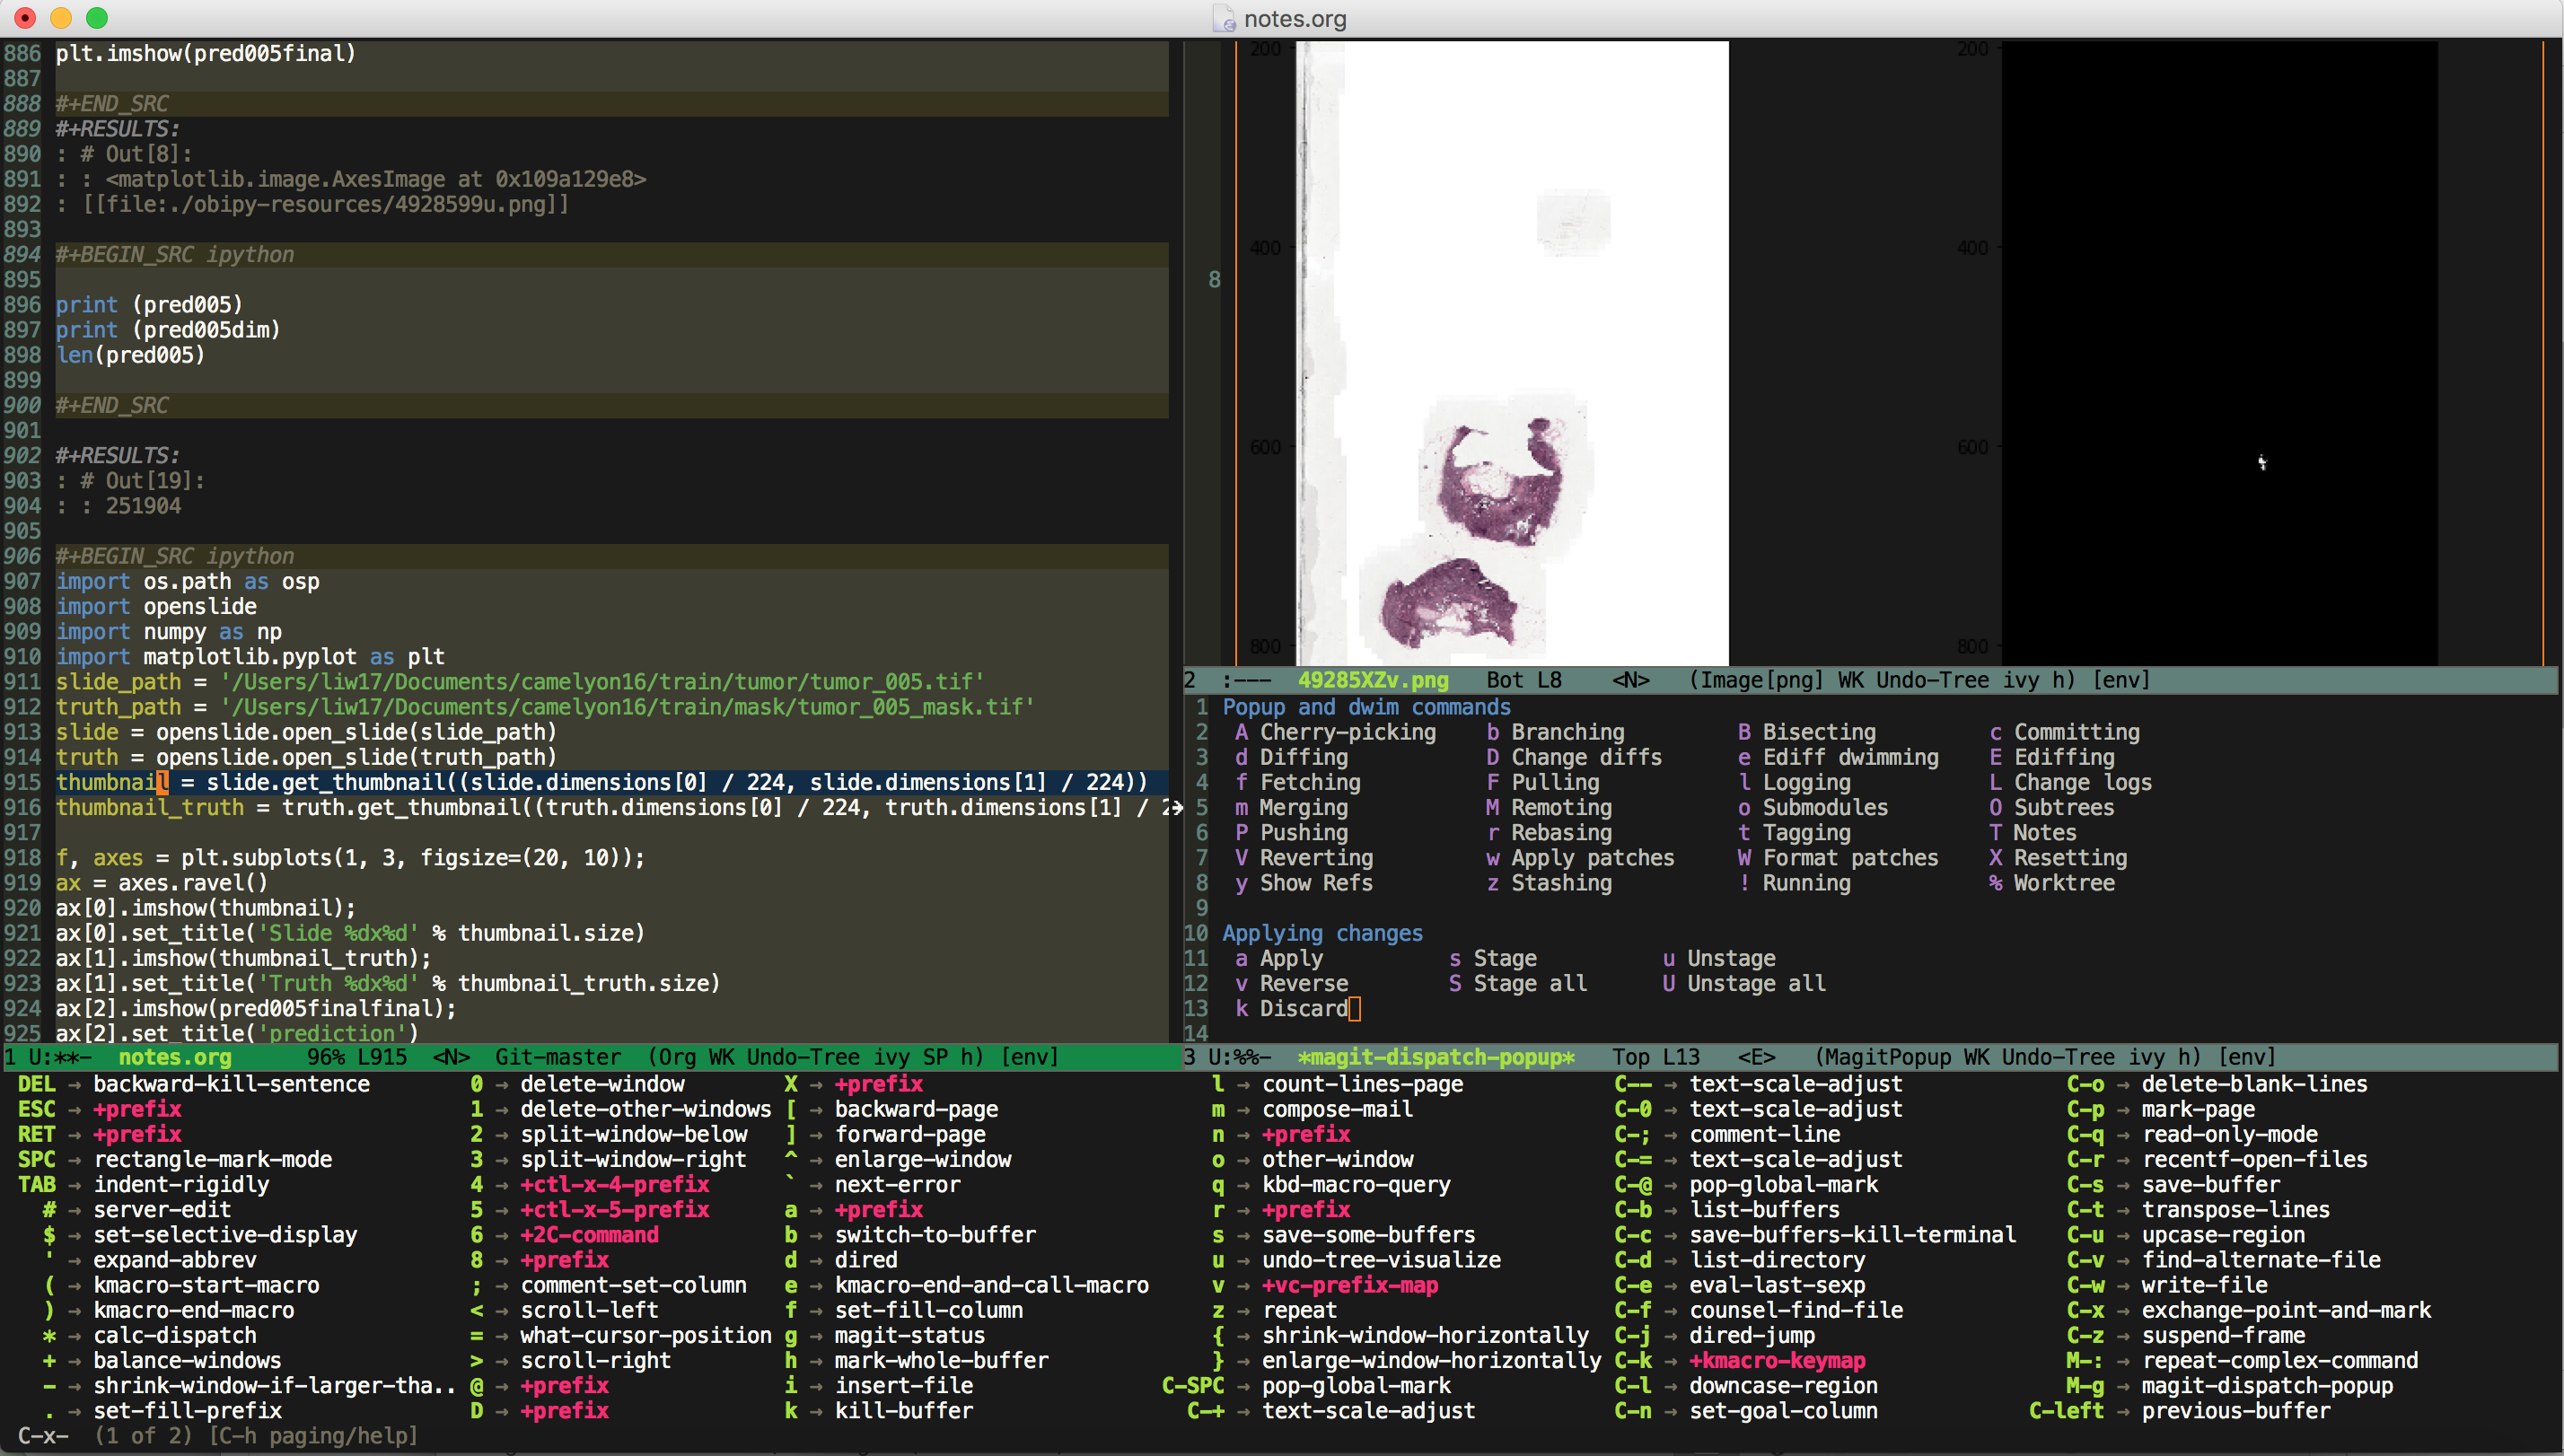 notes.org
886 plt.imshow(pred005final)
887
888 #+END_SRC
889 #+RESULTS:
890 : # Out[8]:
891 : : <matplotlib.image.AxesImage at 0x109a129e8>
892 : [[file:./obipy-resources/4928599u.png]]
893
894 #+BEGIN_SRC ipython
895
896 print (pred005)
897 print (pred005dim)
898 len(pred005)
899
900 #+END_SRC
901
902 #+RESULTS:
903 : # Out[19]:
904 : : 251904
905
906 #+BEGIN_SRC ipython
907 import os.path as osp
908 import openslide
909 import numpy as np
910 import matplotlib.pyplot as plt
911 slide_path = '/Users/liw17/Documents/camelyon16/train/tumor/tumor_005.tif'
912 truth_path = '/Users/liw17/Documents/camelyon16/train/mask/tumor_005_mask.tif'
913 slide = openslide.open_slide(slide_path)
914 truth = openslide.open_slide(truth_path)
915 thumbnail = slide.get_thumbnail((slide.dimensions[0] / 224, slide.dimensions[1] / 224))
916 thumbnail_truth = truth.get_thumbnail((truth.dimensions[0] / 224, truth.dimensions[1] / 2
917
918 f, axes = plt.subplots(1, 3, figsize=(20, 10));
919 ax = axes.ravel()
920 ax[0].imshow(thumbnail);
921 ax[0].set_title('Slide %dx%d' % thumbnail.size)
922 ax[1].imshow(thumbnail_truth);
923 ax[1].set_title('Truth %dx%d' % thumbnail_truth.size)
924 ax[2].imshow(pred005finalfinal);
925 ax[2].set_title('prediction')
1 U:**- notes.org 96% L915 <N> Git-master (Org WK Undo-Tree ivy SP h) [env]
200 200
400 400
8
600 600
800 800
2 :--- 49285XZv.png Bot L8 <N> (Image[png] WK Undo-Tree ivy h) [env]
1 Popup and dwim commands
2 A Cherry-picking b Branching B Bisecting c Committing
3 d Diffing D Change diffs e Ediff dwimming E Ediffing
4 f Fetching F Pulling l Logging L Change logs
5 m Merging M Remoting o Submodules O Subtrees
6 P Pushing r Rebasing t Tagging T Notes
7 V Reverting w Apply patches W Format patches X Resetting
8 y Show Refs z Stashing ! Running % Worktree
9
10 Applying changes
11 a Apply s Stage u Unstage
12 v Reverse S Stage all U Unstage all
13 k Discard
14
3 U:%%- *magit-dispatch-popup* Top L13 <E> (MagitPopup WK Undo-Tree ivy h) [env]
DEL → backward-kill-sentence 0 → delete-window X → +prefix l → count-lines-page C-- → text-scale-adjust C-o → delete-blank-lines
ESC → +prefix 1 → delete-other-windows [ → backward-page m → compose-mail C-0 → text-scale-adjust C-p → mark-page
RET → +prefix 2 → split-window-below ] → forward-page n → +prefix C-; → comment-line C-q → read-only-mode
SPC → rectangle-mark-mode 3 → split-window-right ^ → enlarge-window o → other-window C-= → text-scale-adjust C-r → recentf-open-files
TAB → indent-rigidly 4 → +ctl-x-4-prefix ` → next-error q → kbd-macro-query C-@ → pop-global-mark C-s → save-buffer
# → server-edit 5 → +ctl-x-5-prefix a → +prefix r → +prefix C-b → list-buffers C-t → transpose-lines
$ → set-selective-display 6 → +2C-command b → switch-to-buffer s → save-some-buffers C-c → save-buffers-kill-terminal C-u → upcase-region
' → expand-abbrev 8 → +prefix d → dired u → undo-tree-visualize C-d → list-directory C-v → find-alternate-file
( → kmacro-start-macro ; → comment-set-column e → kmacro-end-and-call-macro v → +vc-prefix-map C-e → eval-last-sexp C-w → write-file
) → kmacro-end-macro < → scroll-left f → set-fill-column z → repeat C-f → counsel-find-file C-x → exchange-point-and-mark
* → calc-dispatch = → what-cursor-position g → magit-status { → shrink-window-horizontally C-j → dired-jump C-z → suspend-frame
+ → balance-windows > → scroll-right h → mark-whole-buffer } → enlarge-window-horizontally C-k → +kmacro-keymap M-: → repeat-complex-command
- → shrink-window-if-larger-tha.. @ → +prefix i → insert-file C-SPC → pop-global-mark C-l → downcase-region M-g → magit-dispatch-popup
. → set-fill-prefix D → +prefix k → kill-buffer C-+ → text-scale-adjust C-n → set-goal-column C-left → previous-buffer
C-x- (1 of 2) [C-h paging/help]